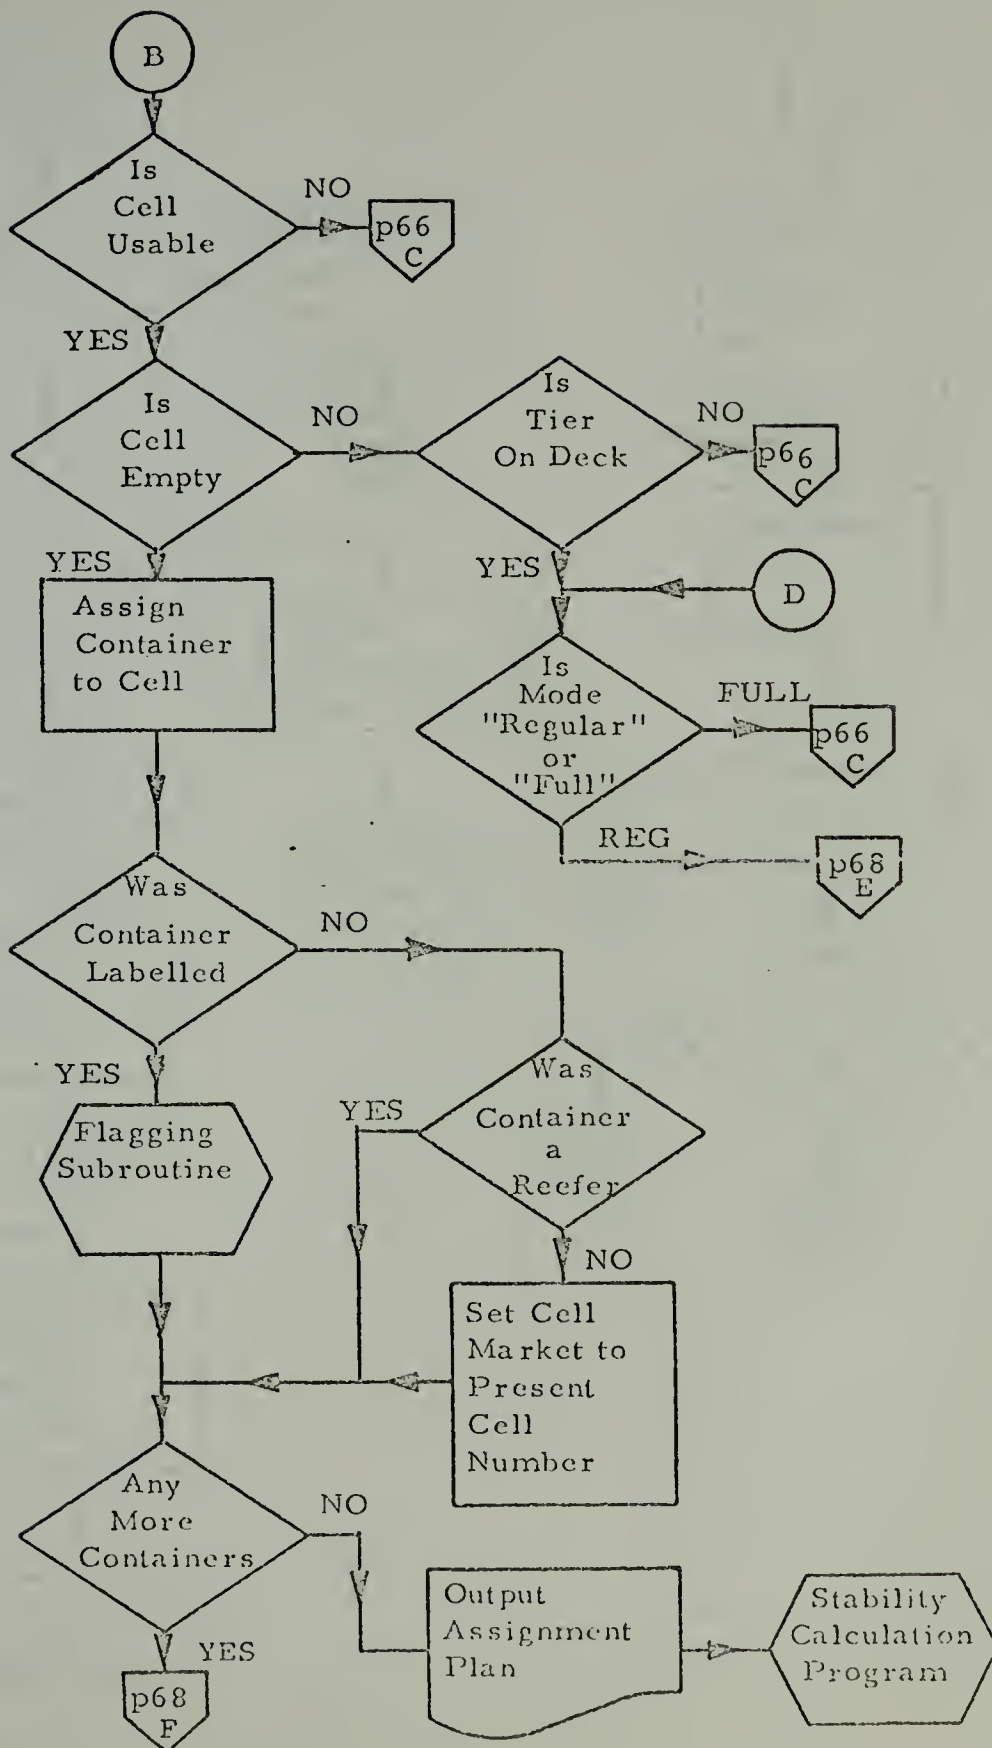 B
Is
Cell
Usable
NO
p66
C
YES
Is
Cell
Empty
NO
Is
Tier
On Deck
NO
p66
C
YES
Assign
Container
to Cell
YES
D
Is
Mode
"Regular"
or
"Full"
FULL
p66
C
REG
p68
E
Was
Container
Labelled
NO
YES
Flagging
Subroutine
Was
Container
a
Reefer
YES
NO
Set Cell
Market to
Present
Cell
Number
Any
More
Containers
NO
YES
p68
F
Output
Assignment
Plan
Stability
Calculation
Program